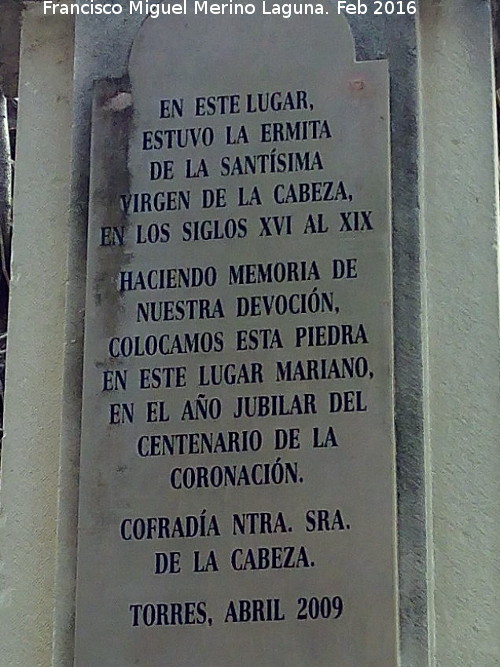 Francisco Miguel Merino Laguna. Feb 2016
EN ESTE LUGAR,
ESTUVO LA ERMITA
DE LA SANTÍSIMA
VIRGEN DE LA CABEZA,
EN LOS SIGLOS XVI AL XIX
HACIENDO MEMORIA DE
NUESTRA DEVOCIÓN,
COLOCAMOS ESTA PIEDRA
EN ESTE LUGAR MARIANO,
EN EL AÑO JUBILAR DEL
CENTENARIO DE LA
CORONACIÓN.
COFRADÍA NTRA. SRA.
DE LA CABEZA.
TORRES, ABRIL 2009